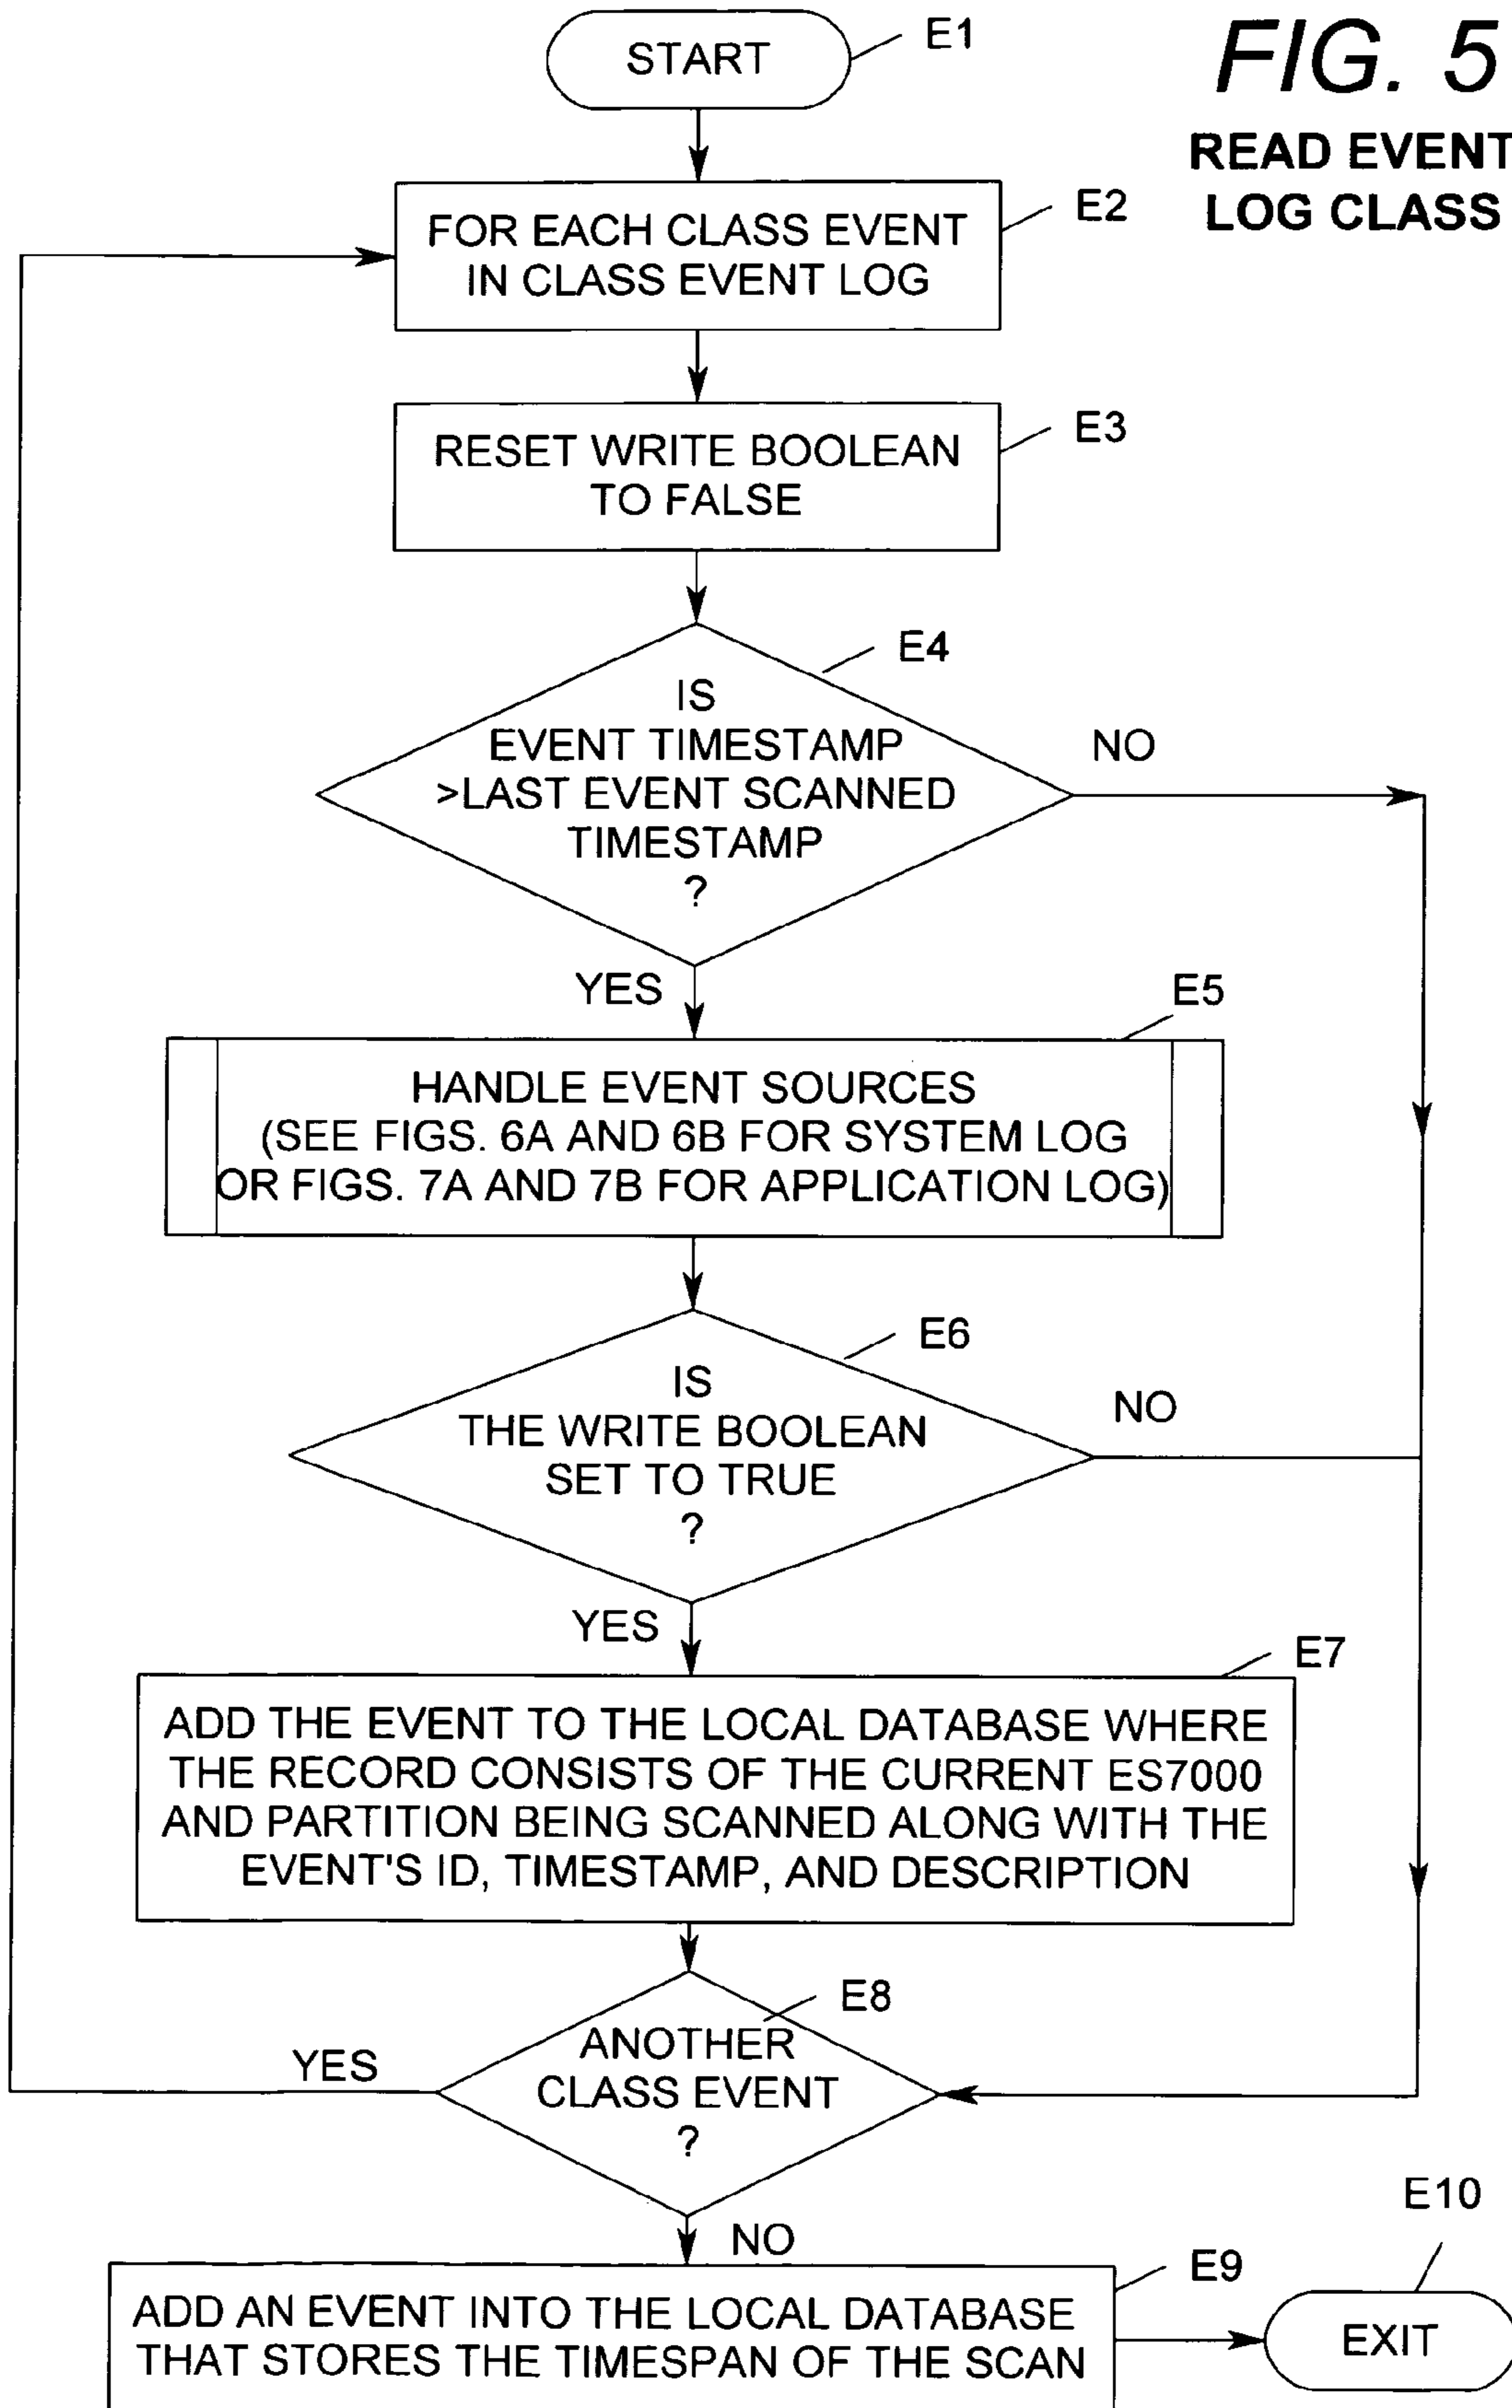 START
E1
FIG. 5
READ EVENT
LOG CLASS
FOR EACH CLASS EVENT
IN CLASS EVENT LOG
E2
RESET WRITE BOOLEAN
TO FALSE
E3
E4
IS
EVENT TIMESTAMP
>LAST EVENT SCANNED
TIMESTAMP
?
NO
YES
E5
HANDLE EVENT SOURCES
(SEE FIGS. 6A AND 6B FOR SYSTEM LOG
OR FIGS. 7A AND 7B FOR APPLICATION LOG)
E6
IS
THE WRITE BOOLEAN
SET TO TRUE
?
NO
YES
E7
ADD THE EVENT TO THE LOCAL DATABASE WHERE
THE RECORD CONSISTS OF THE CURRENT ES7000
AND PARTITION BEING SCANNED ALONG WITH THE
EVENT'S ID, TIMESTAMP, AND DESCRIPTION
E8
ANOTHER
CLASS EVENT
?
YES
NO
E9
ADD AN EVENT INTO THE LOCAL DATABASE
THAT STORES THE TIMESPAN OF THE SCAN
E10
EXIT